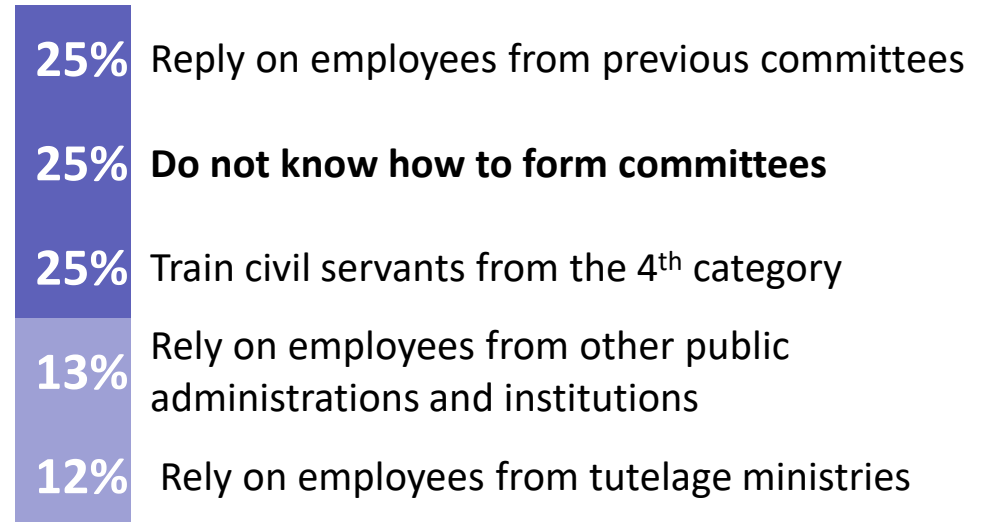 25% Reply on employees from previous committees
25% Do not know how to form committees
25% Train civil servants from the 4th category
13% Rely on employees from other public
administrations and institutions
12% Rely on employees from tutelage ministries